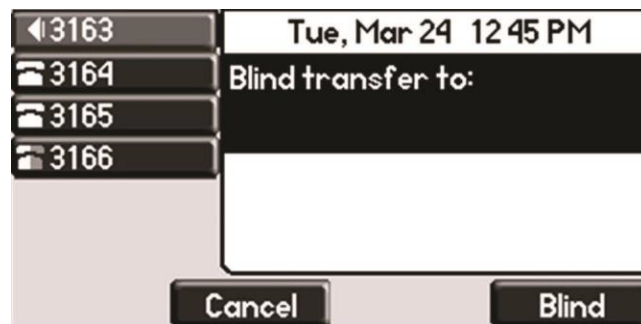 3163
Tue, Mar 24 12 45 PM
3164
Blind transfer to:
3165
3166
Cancel
Blind